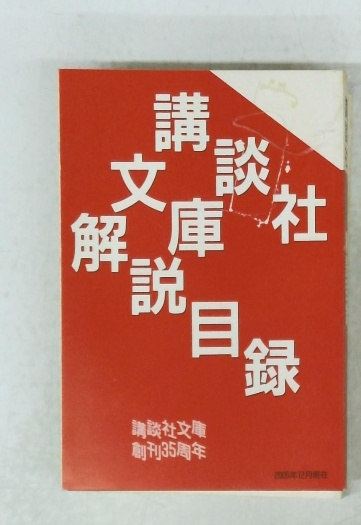 講談社
文庫
解説目録
講談社文庫
創刊35周年
2006年12月現在